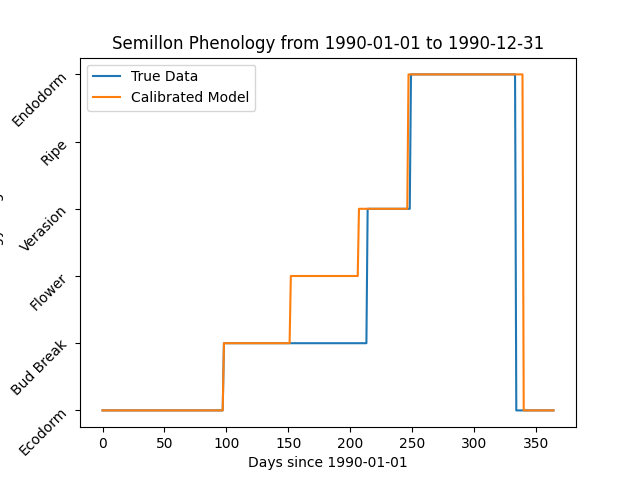 Semillon Phenology from 1990-01-01 to 1990-12-31
True Data
Calibrated Model
Endodorm
Ripe
Verasion
Flower
Bud Break
Ecodorm
0 50 100 150 200 250 300 350
Days since 1990-01-01